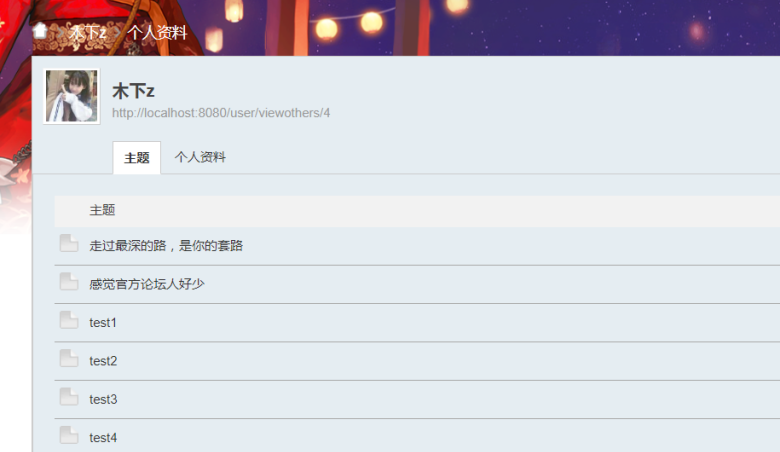 木下z 个人资料
木下z
http://localhost:8080/user/viewothers/4
主题 个人资料
主题
走过最深的路，是你的套路
感觉官方论坛人好少
test1
test2
test3
test4